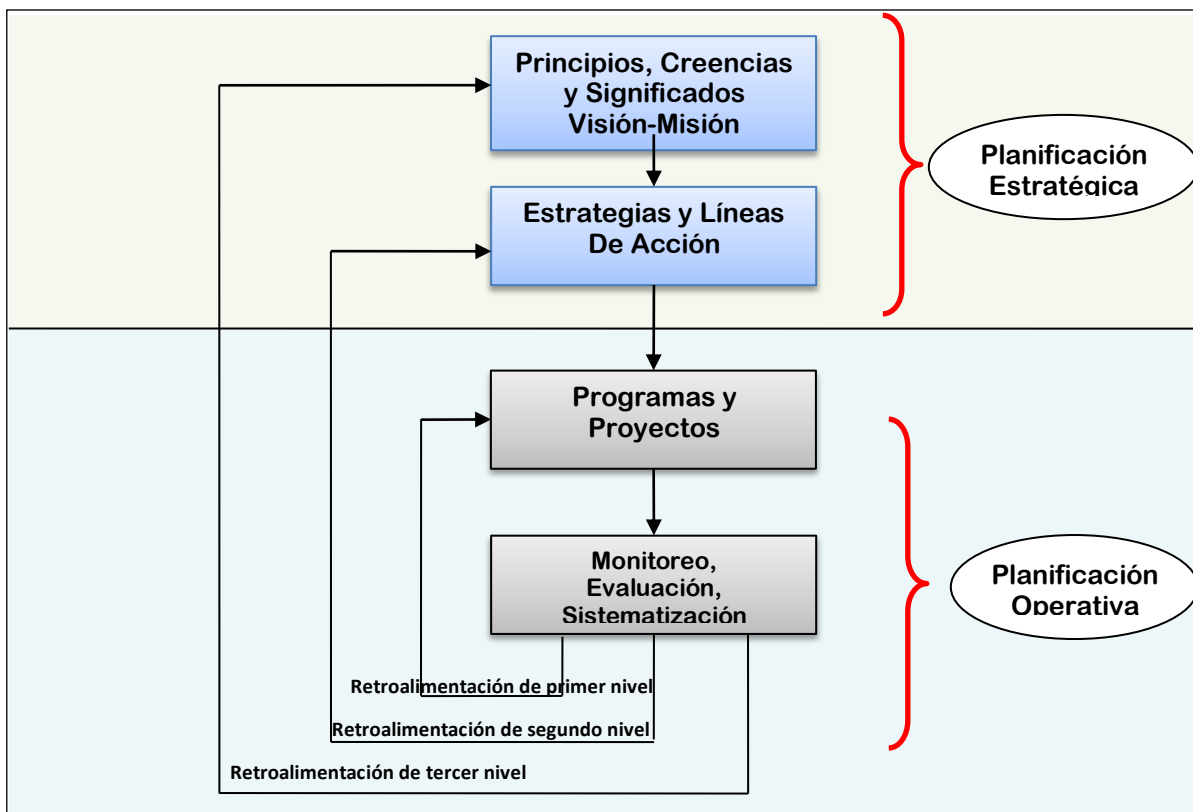 Principios, Creencias
y Significados
Visión-Misión
Planificación
Estratégica
Estrategias y Líneas
De Acción
Programas y
Proyectos
Monitoreo,
Evaluación,
Sistematización
Planificación
Operativa
Retroalimentación de primer nivel
Retroalimentación de segundo nivel
Retroalimentación de tercer nivel